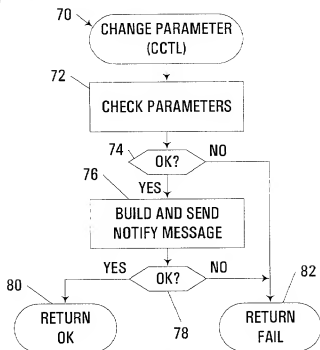 70
CHANGE PARAMETER
(CCTL)
72
CHECK PARAMETERS
74
OK?
NO
76
YES
BUILD AND SEND
NOTIFY MESSAGE
80
YES
OK?
NO
82
RETURN
OK
78
RETURN
FAIL